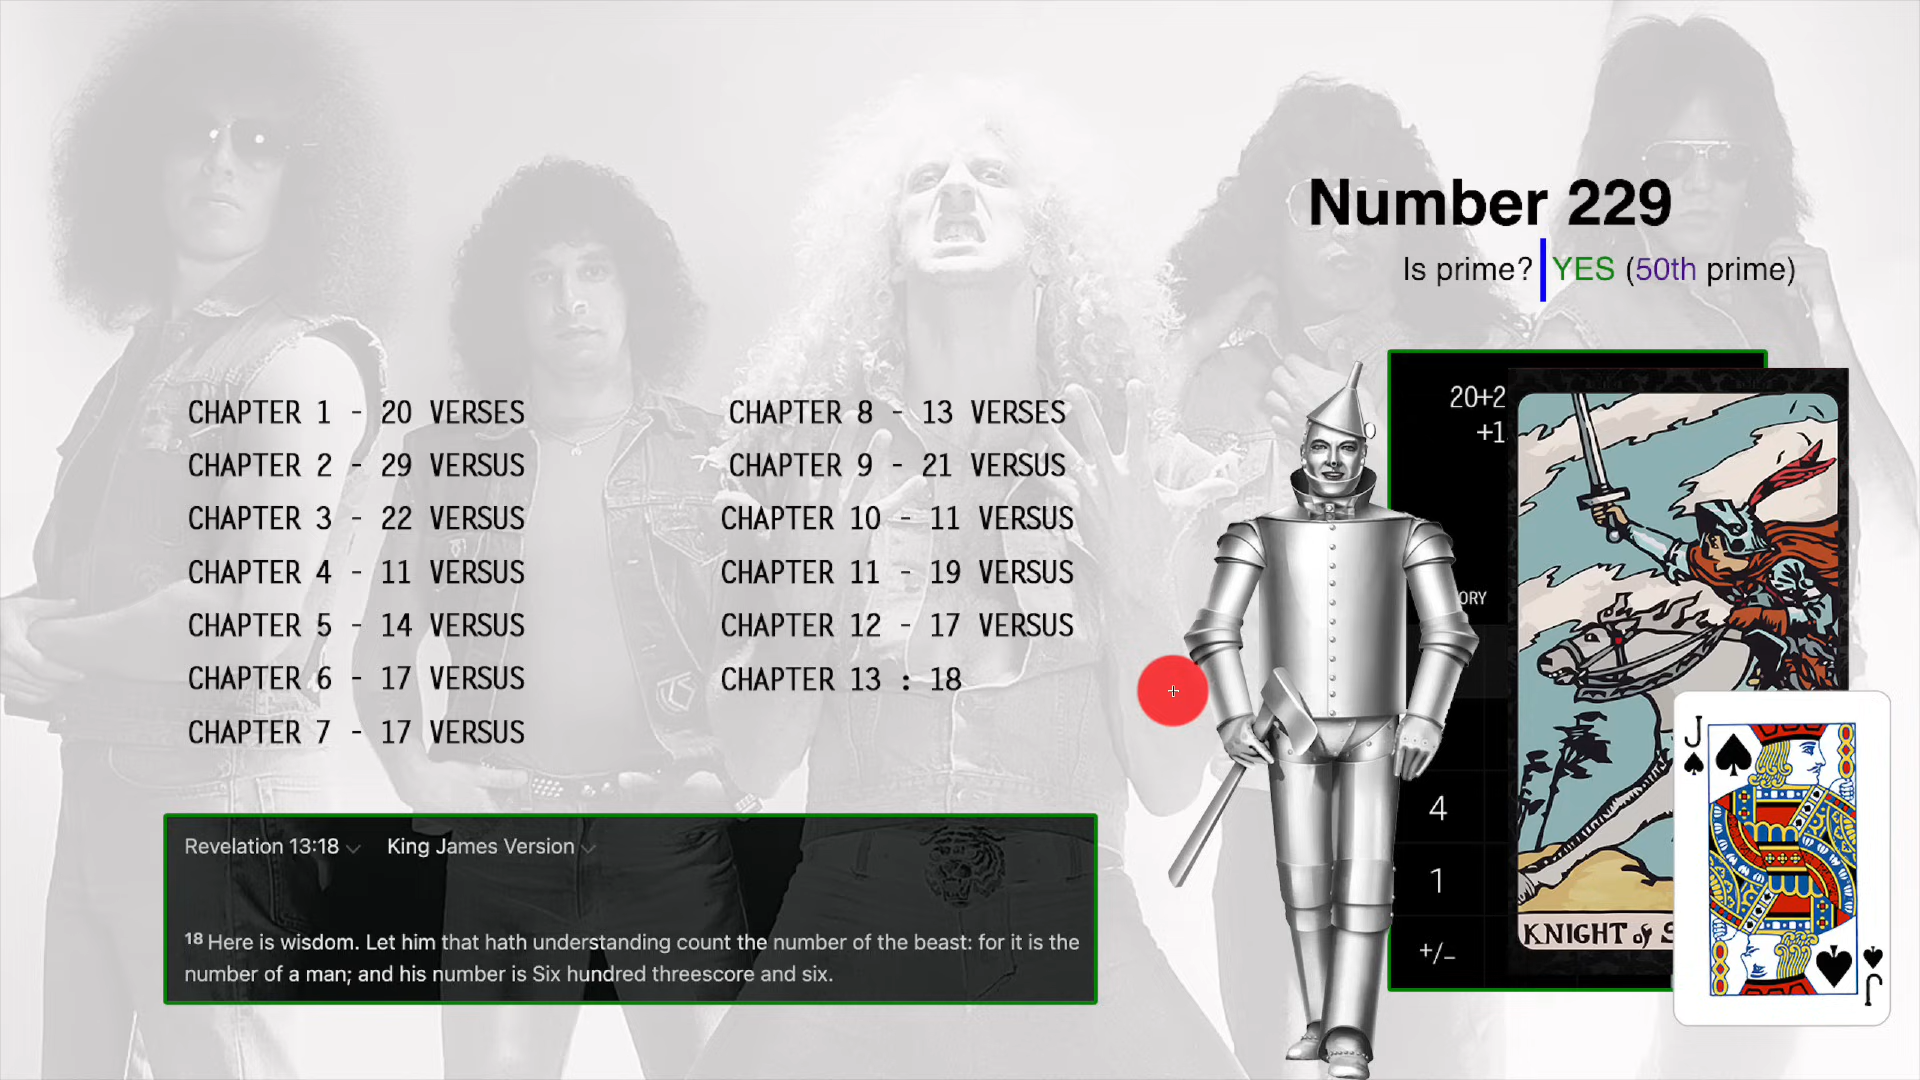 Number 229
Is prime? YES (50th prime)
CHAPTER 1 - 20 VERSES
CHAPTER 2 - 29 VERSUS
CHAPTER 3 - 22 VERSUS
CHAPTER 4 - 11 VERSUS
CHAPTER 5 - 14 VERSUS
CHAPTER 6 - 17 VERSUS
CHAPTER 7 - 17 VERSUS
CHAPTER 8 - 13 VERSES
CHAPTER 9 - 21 VERSUS
CHAPTER 10 - 11 VERSUS
CHAPTER 11 - 19 VERSUS
CHAPTER 12 - 17 VERSUS
CHAPTER 13 : 18
20+2
+1
ORY
4
1
+/-
KNIGHT of S
J
J
Revelation 13:18 King James Version
18 Here is wisdom. Let him that hath understanding count the number of the beast: for it is the
number of a man; and his number is Six hundred threescore and six.